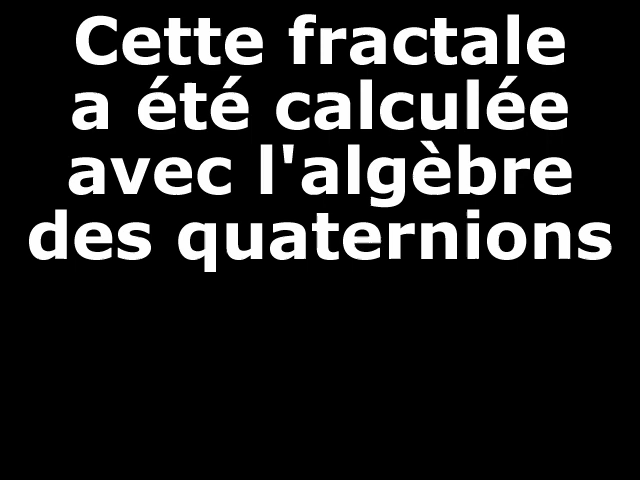 Cette fractale
a été calculée
avec l'algèbre
des quaternions